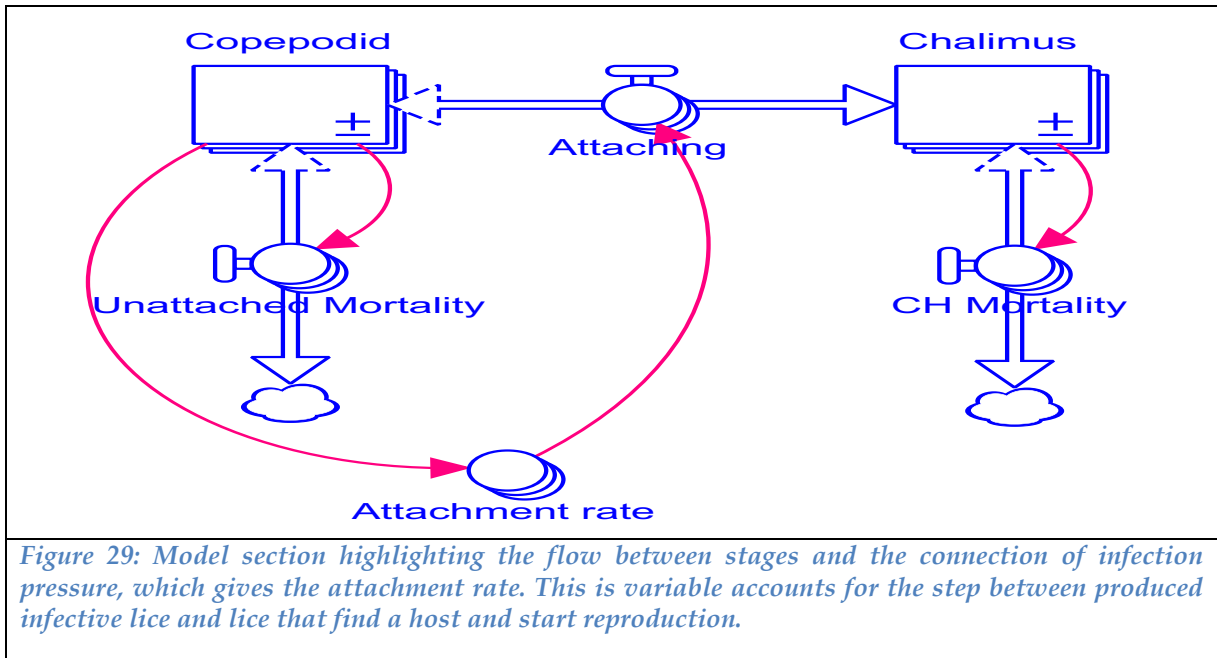 Copepodid
Chalimus
Attaching
Unattached Mortality
CH Mortality
Attachment rate
Figure 29: Model section highlighting the flow between stages and the connection of infection
pressure, which gives the attachment rate. This is variable accounts for the step between produced
infective lice and lice that find a host and start reproduction.